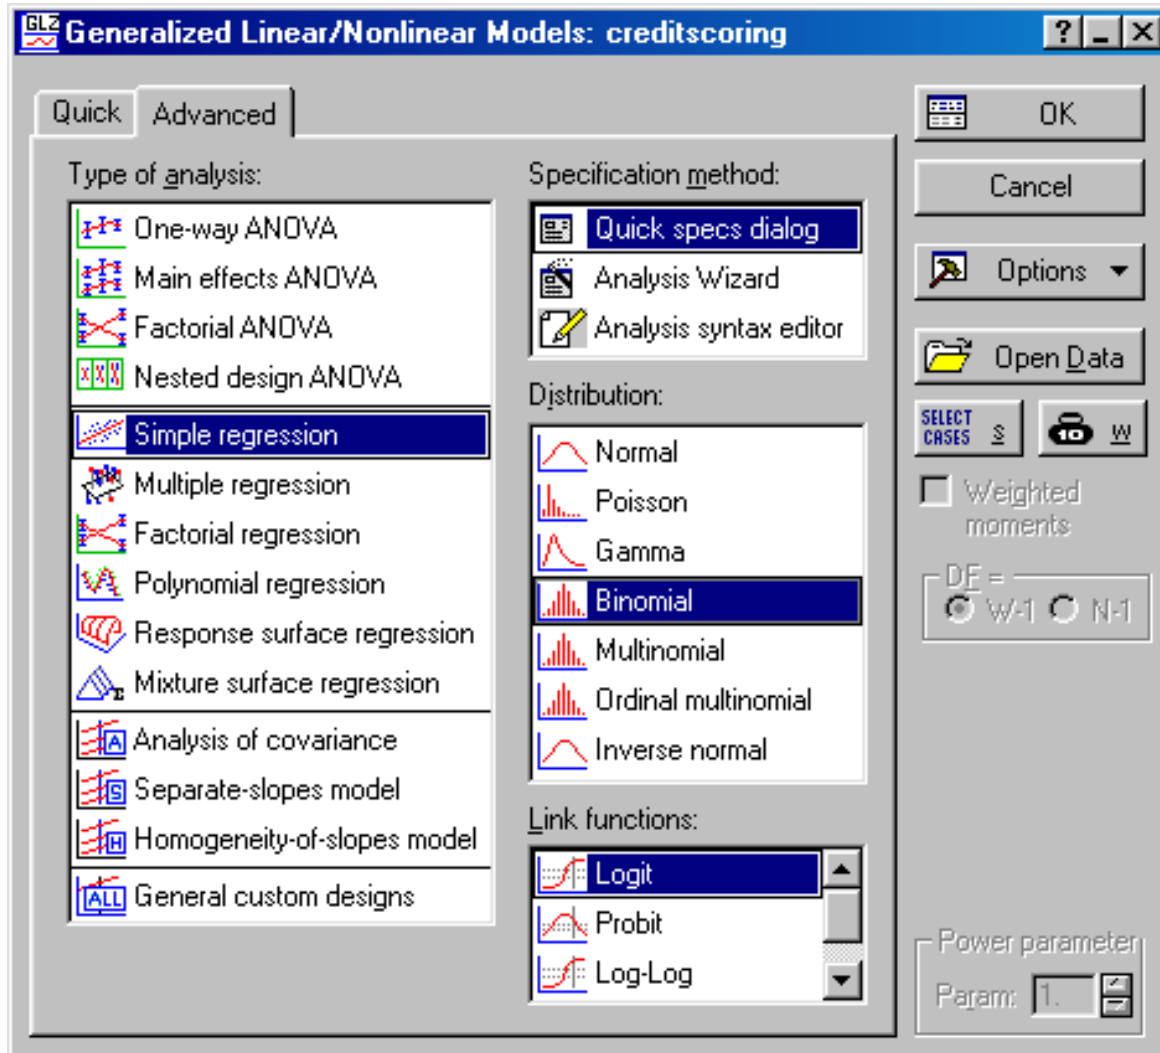 GLZ Generalized Linear/Nonlinear Models: creditscoring ? _ X
Quick Advanced
Type of analysis:
One-way ANOVA
Main effects ANOVA
Factorial ANOVA
XXX Nested design ANOVA
Simple regression
Multiple regression
Factorial regression
Polynomial regression
Response surface regression
Σ Mixture surface regression
A Analysis of covariance
S Separate-slopes model
H Homogeneity-of-slopes model
ALL General custom designs
Specification method:
Quick specs dialog
Analysis Wizard
Analysis syntax editor
Distribution:
Normal
Poisson
Gamma
Binomial
Multinomial
Ordinal multinomial
Inverse normal
Link functions:
Logit
Probit
Log-Log
OK
Cancel
Options
Open Data
SELECT
CASES S
10 W
Weighted
moments
DF =
W-1 N-1
Power parameter
Param: 1.